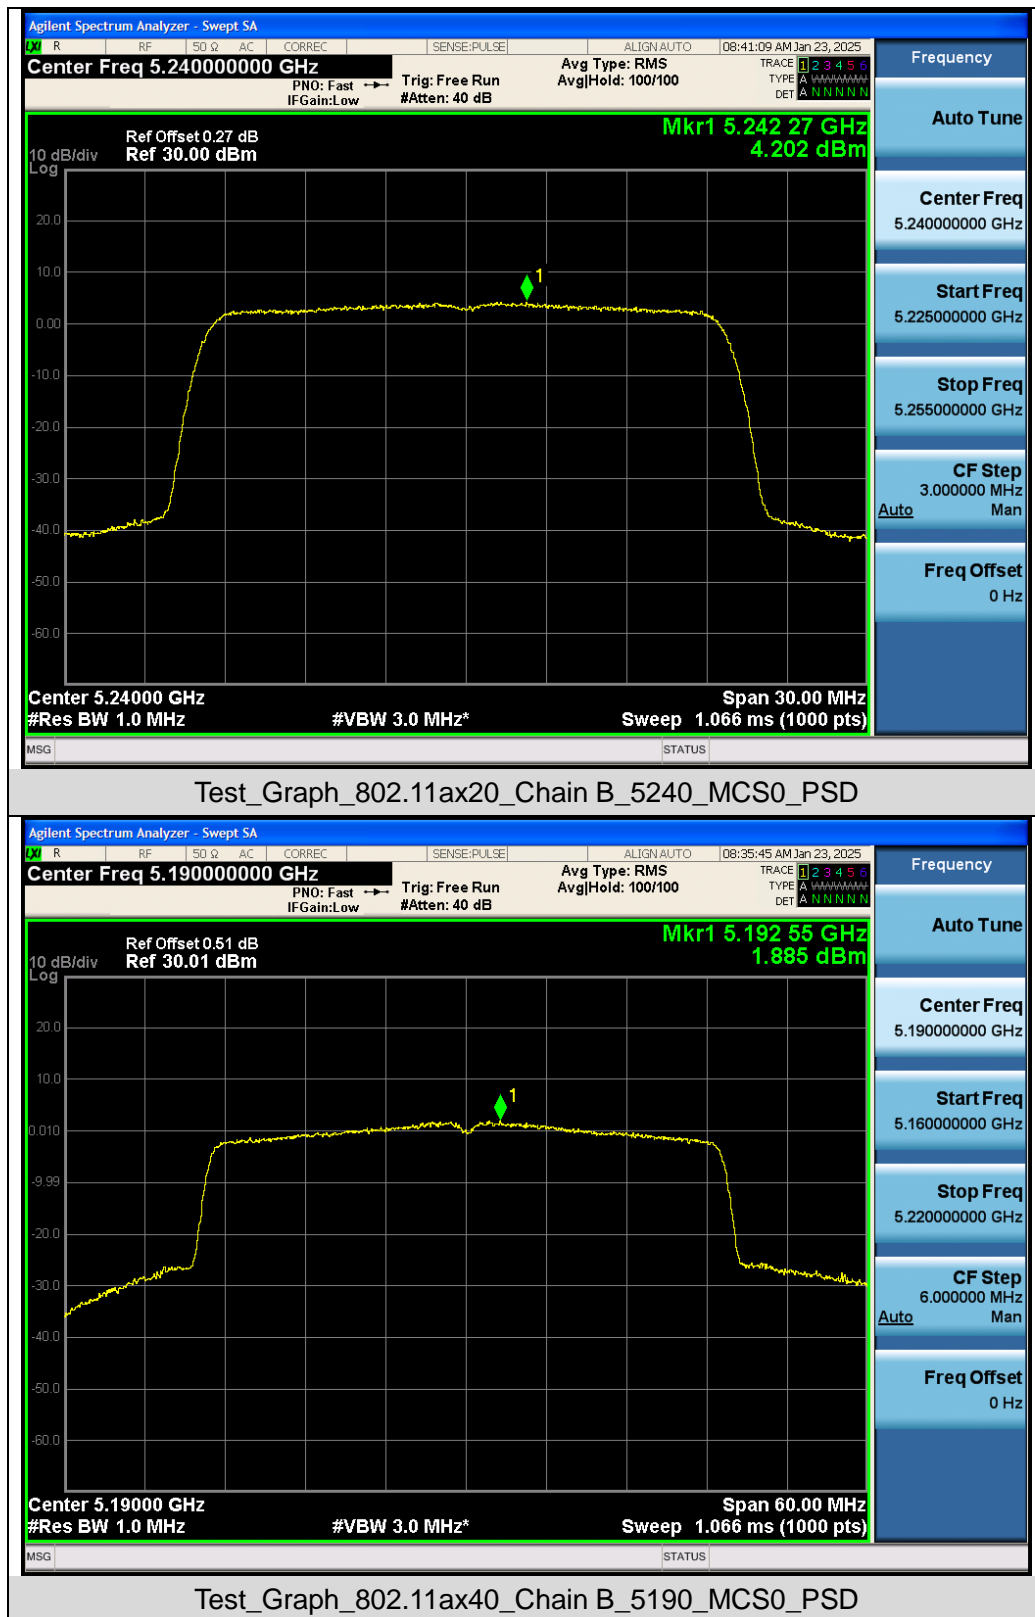 Agilent Spectrum Analyzer - Swept SA
LXI R RF 50 Ω AC CORREC SENSE:PULSE ALIGN AUTO 08:41:09 AM Jan 23, 2025
Center Freq 5.240000000 GHz
PNO: Fast
IFGain:Low
Trig: Free Run
#Atten: 40 dB
Avg Type: RMS
Avg|Hold: 100/100
TRACE 1 2 3 4 5 6
TYPE A WWWWW
DET A N N N N N
Mkr1 5.242 27 GHz
4.202 dBm
Ref Offset 0.27 dB
10 dB/div Ref 30.00 dBm
Log
20.0
10.0
0.00
-10.0
-20.0
-30.0
-40.0
-50.0
-60.0
1
Center 5.24000 GHz Span 30.00 MHz
#Res BW 1.0 MHz #VBW 3.0 MHz* Sweep 1.066 ms (1000 pts)
MSG STATUS
Frequency
Auto Tune
Center Freq
5.240000000 GHz
Start Freq
5.225000000 GHz
Stop Freq
5.255000000 GHz
CF Step
3.000000 MHz
Auto Man
Freq Offset
0 Hz
Test_Graph_802.11ax20_Chain B_5240_MCS0_PSD
Agilent Spectrum Analyzer - Swept SA
LXI R RF 50 Ω AC CORREC SENSE:PULSE ALIGN AUTO 08:35:45 AM Jan 23, 2025
Center Freq 5.190000000 GHz
PNO: Fast
IFGain:Low
Trig: Free Run
#Atten: 40 dB
Avg Type: RMS
Avg|Hold: 100/100
TRACE 1 2 3 4 5 6
TYPE A WWWWW
DET A N N N N N
Mkr1 5.192 55 GHz
1.885 dBm
Ref Offset 0.51 dB
10 dB/div Ref 30.01 dBm
Log
20.0
10.0
0.010
-9.99
-20.0
-30.0
-40.0
-50.0
-60.0
1
Center 5.19000 GHz Span 60.00 MHz
#Res BW 1.0 MHz #VBW 3.0 MHz* Sweep 1.066 ms (1000 pts)
MSG STATUS
Frequency
Auto Tune
Center Freq
5.190000000 GHz
Start Freq
5.160000000 GHz
Stop Freq
5.220000000 GHz
CF Step
6.000000 MHz
Auto Man
Freq Offset
0 Hz
Test_Graph_802.11ax40_Chain B_5190_MCS0_PSD